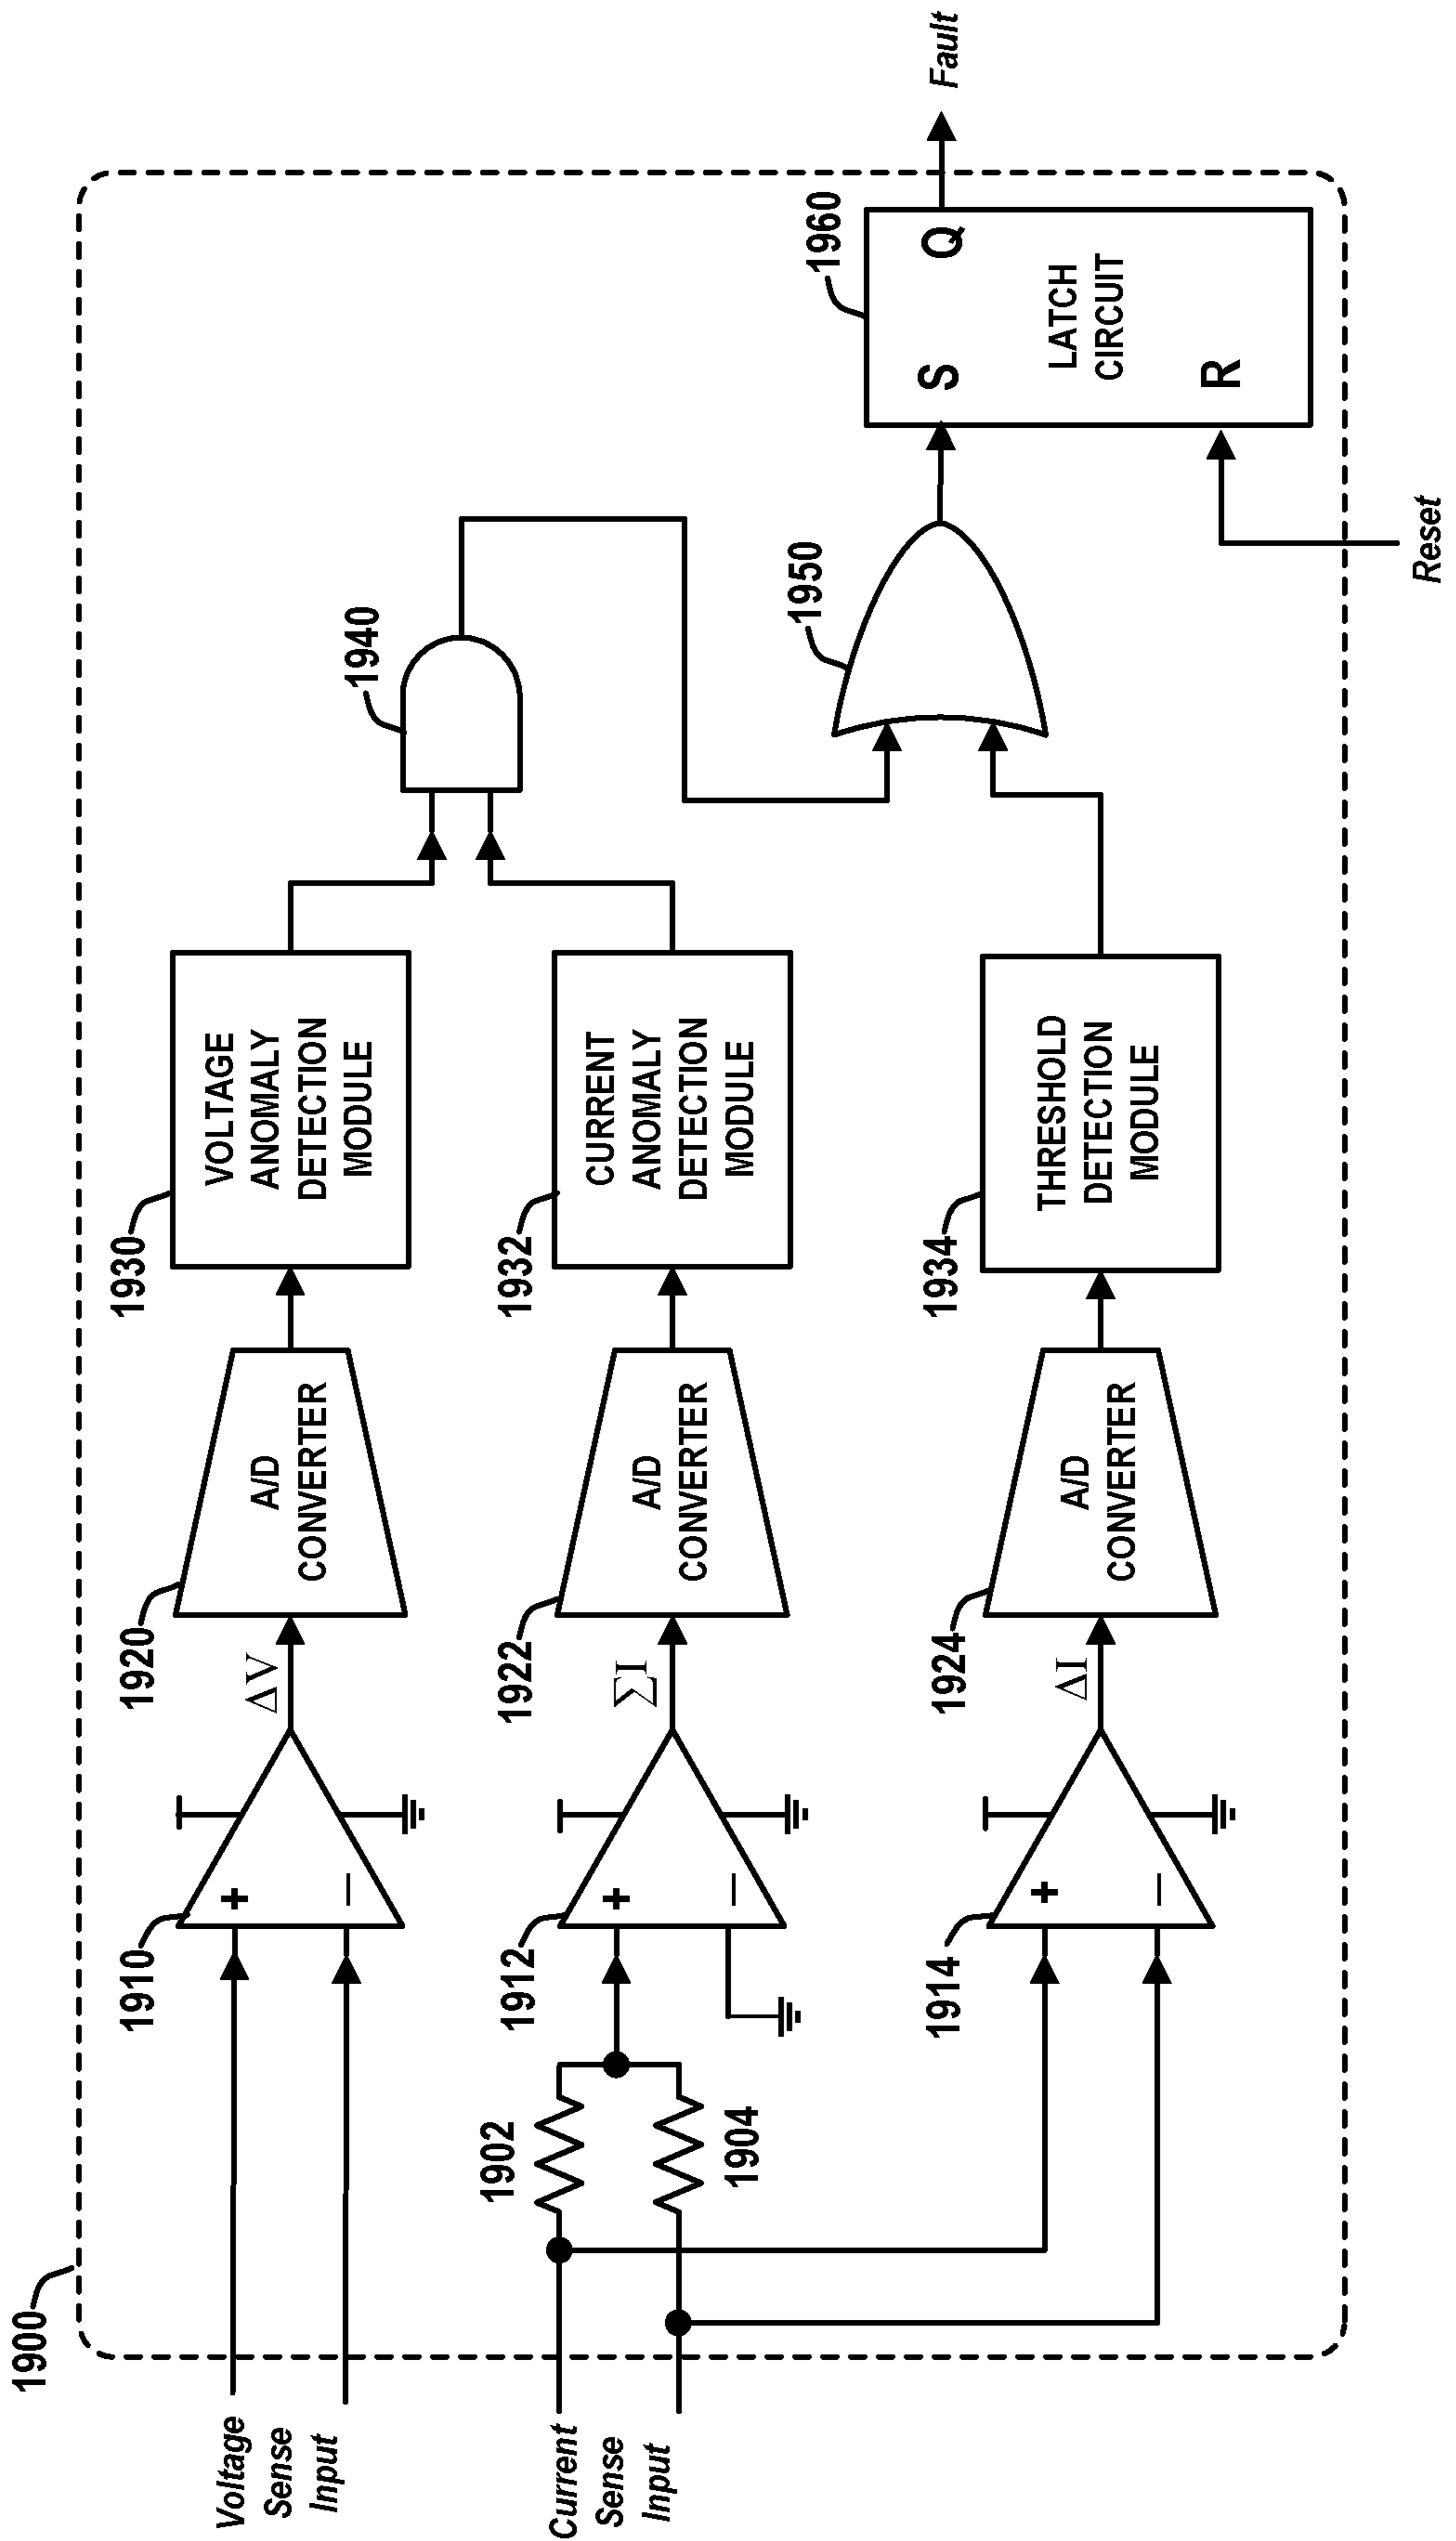 1900
Voltage
Sense
Input
1910
+
−
ΔV
1920
A/D
CONVERTER
1930
VOLTAGE
ANOMALY
DETECTION
MODULE
1940
Current
Sense
Input
1902
1904
1912
+
−
ΣI
1922
A/D
CONVERTER
1932
CURRENT
ANOMALY
DETECTION
MODULE
1914
+
−
ΔI
1924
A/D
CONVERTER
1934
THRESHOLD
DETECTION
MODULE
1950
1960
S
Q
LATCH
CIRCUIT
R
Fault
Reset